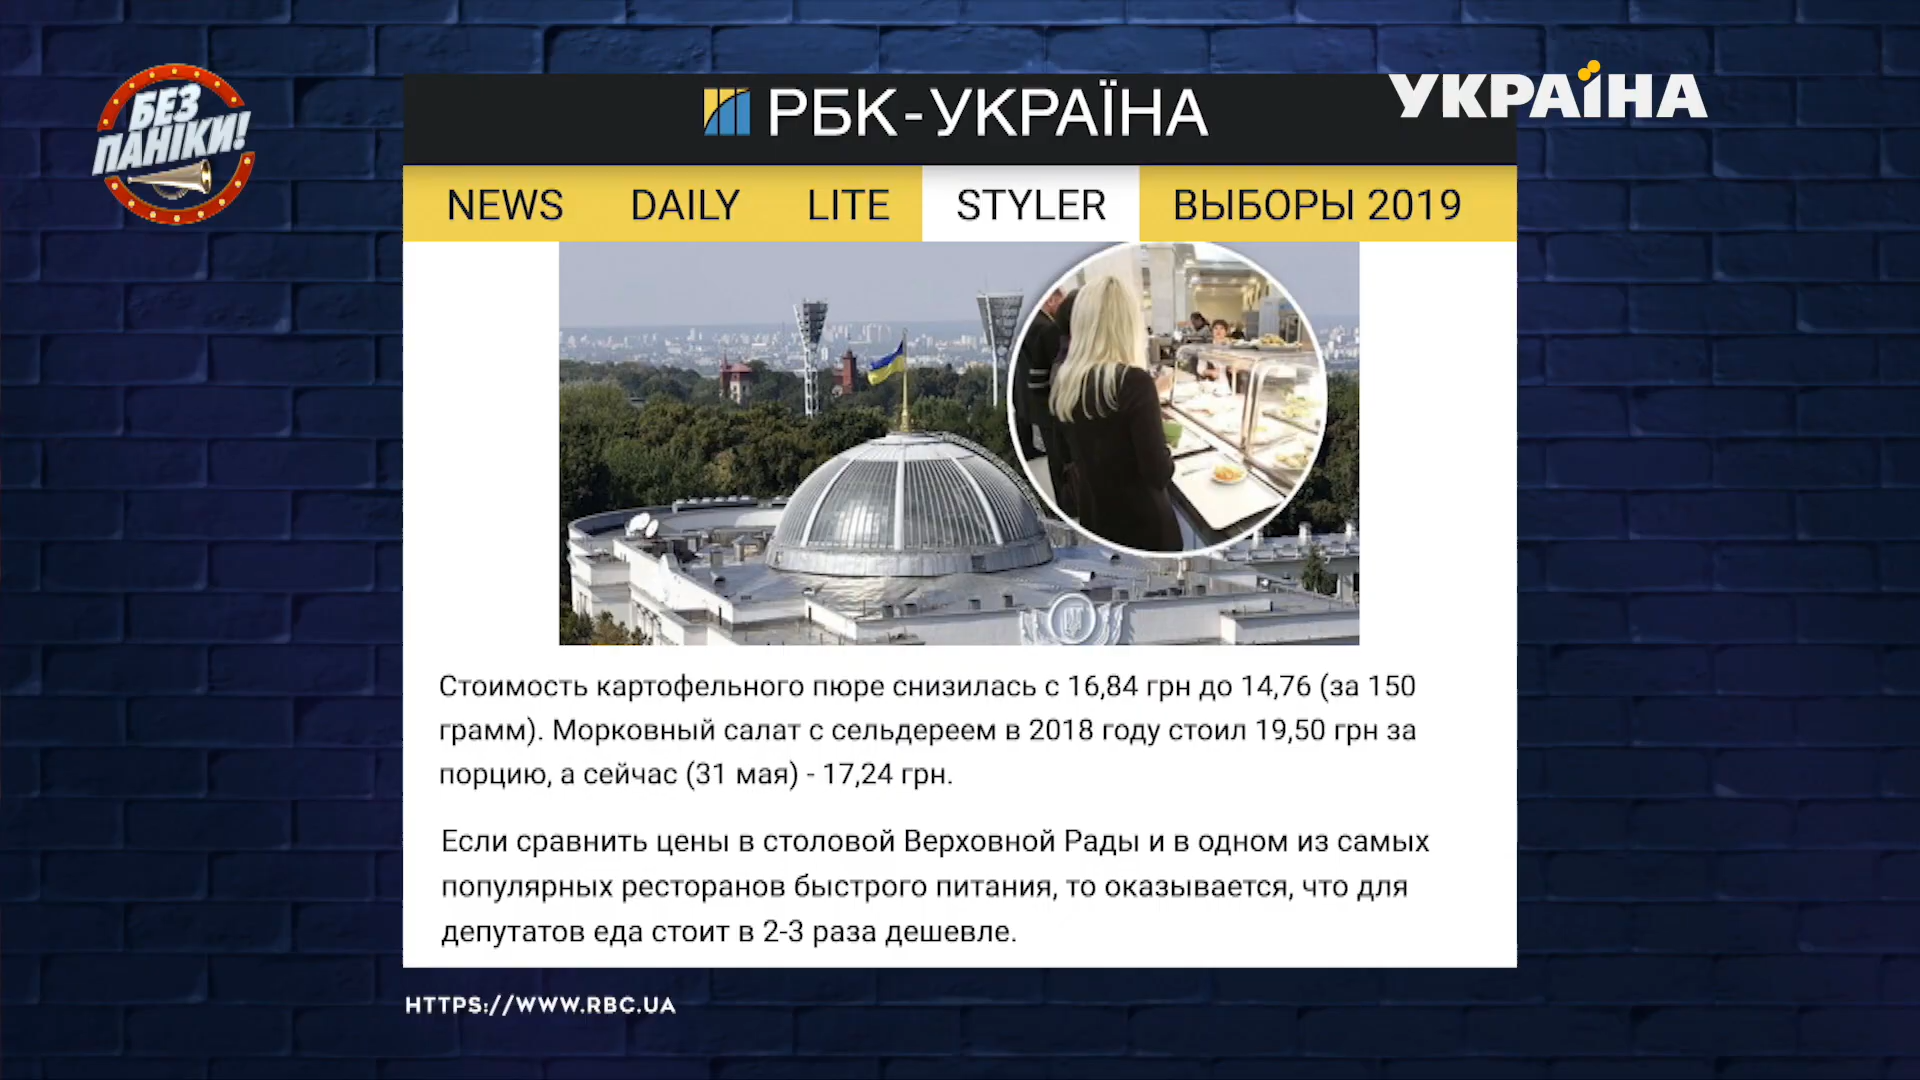 БЕЗ
ПАНІКИ!
РБК-УКРАЇНА
УКРАЇНА
NEWS DAILY LITE STYLER ВЫБОРЫ 2019
Стоимость картофельного пюре снизилась с 16,84 грн до 14,76 (за 150
грамм). Морковный салат с сельдереем в 2018 году стоил 19,50 грн за
порцию, а сейчас (31 мая) - 17,24 грн.
Если сравнить цены в столовой Верховной Рады и в одном из самых
популярных ресторанов быстрого питания, то оказывается, что для
депутатов еда стоит в 2-3 раза дешевле.
HTTPS://WWW.RBC.UA